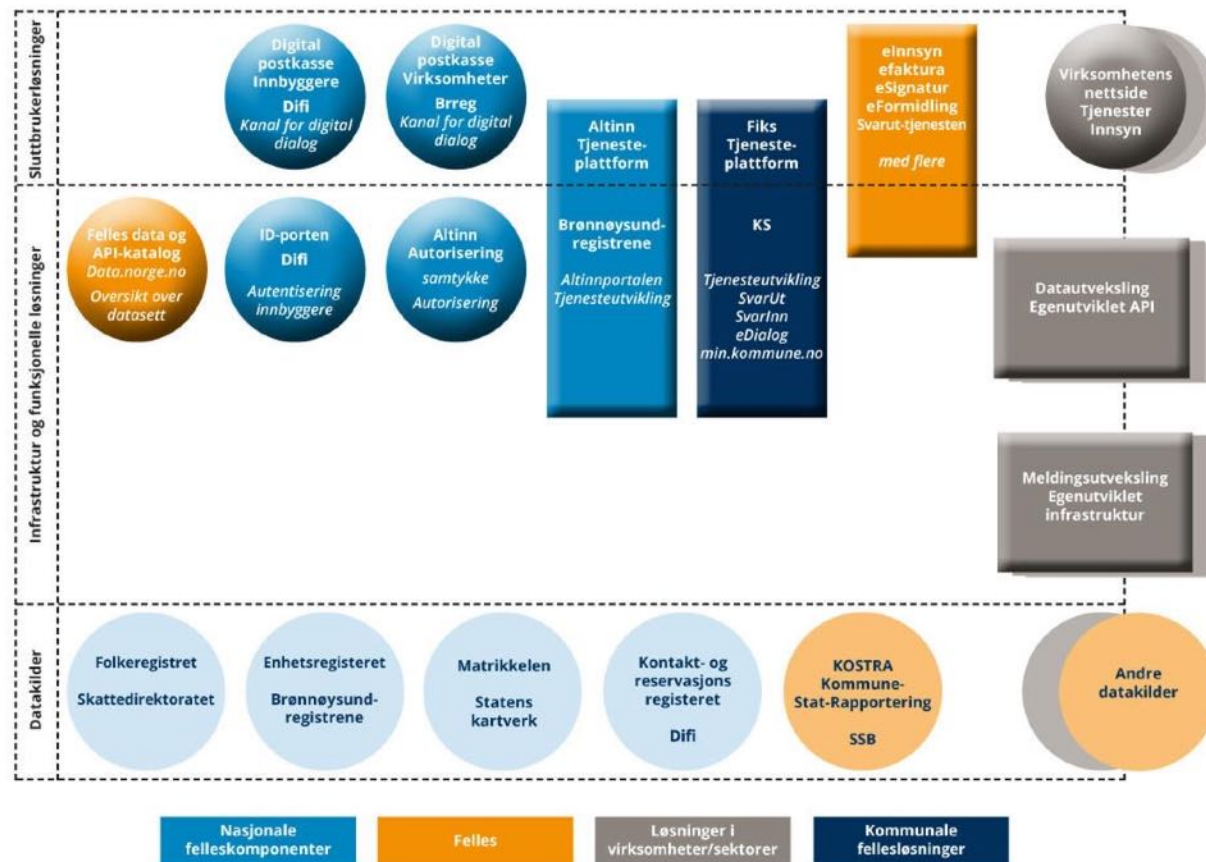 Sluttbrukerløsninger
Digital
postkasse
Innbyggere
Difi
Kanal for digital
dialog
Digital
postkasse
Virksomheter
Brreg
Kanal for digital
dialog
Altinn
Tjeneste-
plattform
Brønnøysund-
registrene
Altinnportalen
Tjenesteutvikling
Fiks
Tjeneste-
plattform
KS
Tjenesteutvikling
SvarUt
SvarInn
eDialog
min.kommune.no
eInnsyn
efaktura
eSignatur
eFormidling
Svarut-tjenesten
med flere
Virksomhetens
nettside
Tjenester
Innsyn
Infrastruktur og funksjonelle løsninger
Felles data og
API-katalog
Data.norge.no
Oversikt over
datasett
ID-porten
Difi
Autentisering
innbyggere
Altinn
Autorisering
samtykke
Autorisering
Datautveksling
Egenutviklet API
Meldingsutveksling
Egenutviklet
infrastruktur
Datakilder
Folkeregistret
Skattedirektoratet
Enhetsregisteret
Brønnøysund-
registrene
Matrikkelen
Statens
kartverk
Kontakt- og
reservasjons
registeret
Difi
KOSTRA
Kommune-
Stat-Rapportering
SSB
Andre
datakilder
Nasjonale
felleskomponenter
Felles
Løsninger i
virksomheter/sektorer
Kommunale
fellesløsninger